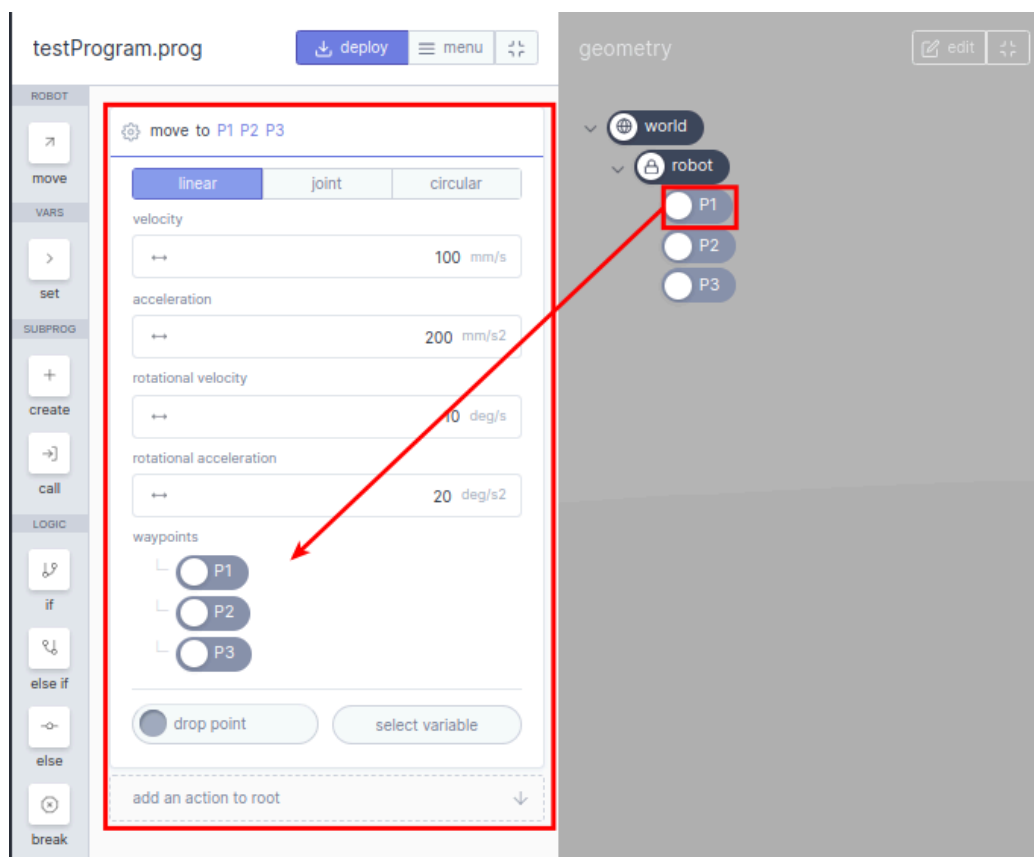 testProgram.prog
deploy
menu
geometry
edit
ROBOT
move
VARS
set
SUBPROG
create
call
LOGIC
if
else if
else
break
move to P1 P2 P3
linear joint circular
velocity
100 mm/s
acceleration
200 mm/s2
rotational velocity
10 deg/s
rotational acceleration
20 deg/s2
waypoints
P1
P2
P3
drop point
select variable
add an action to root
world
robot
P1
P2
P3